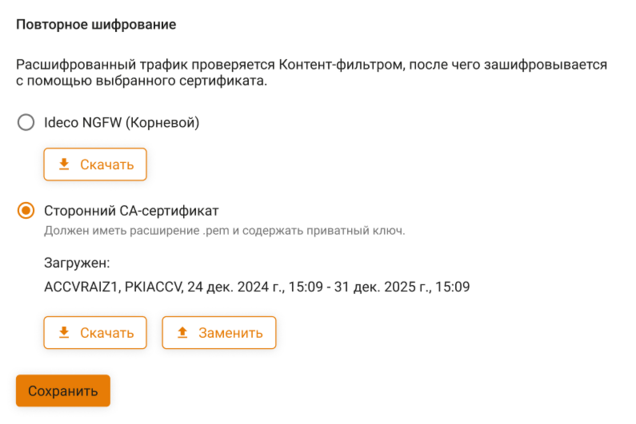 Повторное шифрование
Расшифрованный трафик проверяется Контент-фильтром, после чего зашифровывается
с помощью выбранного сертификата.
Ideco NGFW (Корневой)
Скачать
Сторонний CA-сертификат
Должен иметь расширение .pem и содержать приватный ключ.
Загружен:
ACCVRAIZ1, PKIACCV, 24 дек. 2024 г., 15:09 - 31 дек. 2025 г., 15:09
Скачать Заменить
Сохранить